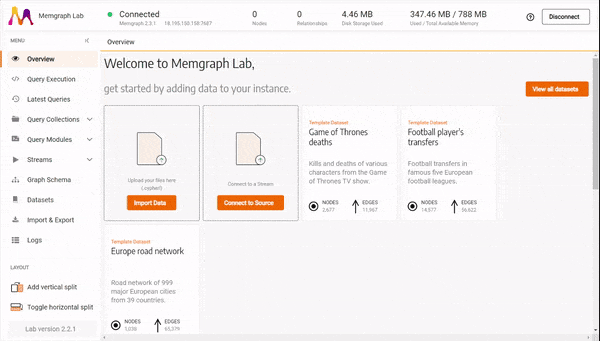 Memgraph Lab
Connected
Memgraph 2.3.1
18.195.150.158:7687
0
Nodes
0
Relationships
4.46 MB
Disk Storage Used
347.46 MB / 788 MB
Used / Total Available Memory
Disconnect
MENU
Overview
Query Execution
Latest Queries
Query Collections
Query Modules
Streams
Graph Schema
Datasets
Import & Export
Logs
LAYOUT
Add vertical split
Toggle horizontal split
Lab version 2.2.1
Overview
Welcome to Memgraph Lab,
get started by adding data to your instance.
View all datasets
Upload your files here
(.cypherl)
Import Data
Connect to a Stream
Connect to Source
Template Dataset
Game of Thrones
deaths
Kills and deaths of various
characters from the Game
of Thrones TV show.
NODES
2,677
EDGES
11,967
Template Dataset
Football player's
transfers
Football transfers in
famous five European
football leagues.
NODES
14,577
EDGES
56,622
Template Dataset
Europe road network
Road network of 999
major European cities
from 39 countries.
NODES
1,038
EDGES
65,379